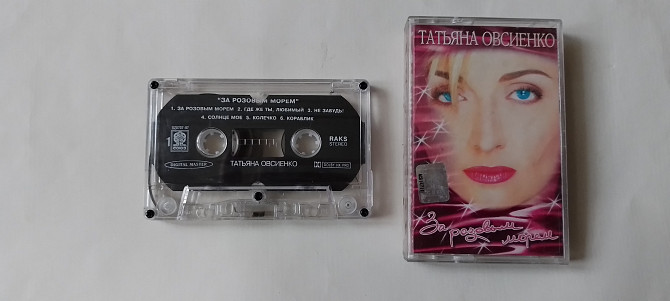 "ЗА РОЗОВЫМ МОРЕМ"
1. ЗА РОЗОВЫМ МОРЕМ 2. ГДЕ ЖЕ ТЫ, ЛЮБИМЫЙ 3. НЕ ЗАБУДЬ!
4. СОЛНЦЕ МОЕ 5. КОЛЕЧКО 6. КОРАБЛИК
1
RAKS
STEREO
DIGITAL MASTER
ТАТЬЯНА ОВСИЕНКО
ТАТЬЯНА ОВСИЕНКО
За
розовым
морем